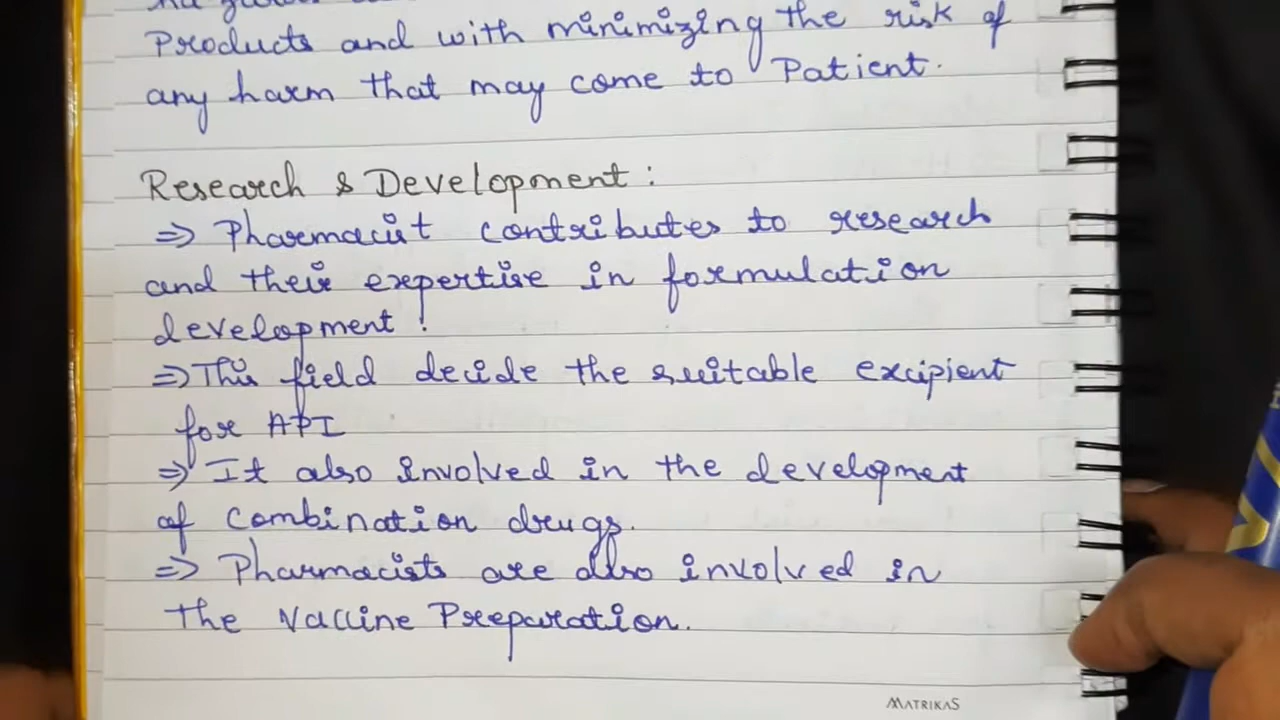 Products and with minimizing the risk of
any harm that may come to Patient.
Research & Development:
⇒ Pharmacist contributes to research
and their expertise in formulation
development.
⇒ This field decide the suitable excipient
for API
⇒ It also involved in the development
of combination drugs.
⇒ Pharmacists are also involved in
the Vaccine Preparation.
MATRIKAS